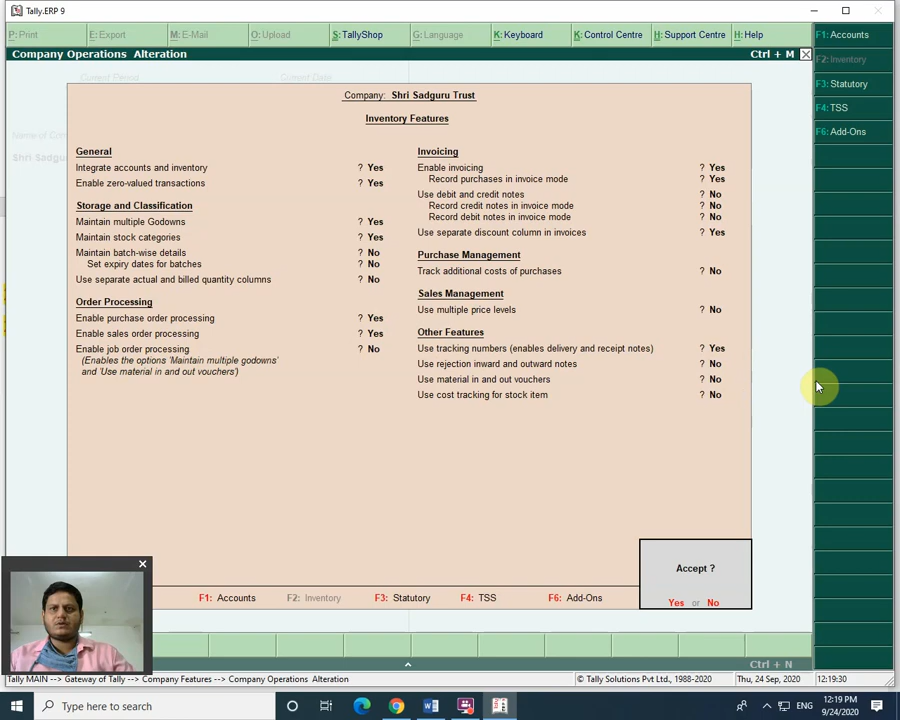 Tally.ERP 9
P: Print E: Export M: E-Mail O: Upload S: TallyShop G: Language K: Keyboard K: Control Centre H: Support Centre H: Help F1: Accounts
Company Operations Alteration Ctrl + M
F2: Inventory
F3: Statutory
F4: TSS
F6: Add-Ons
Current Period Current Date
Company: Shri Sadguru Trust
Inventory Features
Shri Sadgu
General
Integrate accounts and inventory ? Yes
Enable zero-valued transactions ? Yes
Storage and Classification
Maintain multiple Godowns ? Yes
Maintain stock categories ? Yes
Maintain batch-wise details ? No
Set expiry dates for batches ? No
Use separate actual and billed quantity columns ? No
Order Processing
Enable purchase order processing ? Yes
Enable sales order processing ? Yes
Enable job order processing ? No
(Enables the options 'Maintain multiple godowns'
and 'Use material in and out vouchers')
Invoicing
Enable invoicing ? Yes
Record purchases in invoice mode ? Yes
Use debit and credit notes ? No
Record credit notes in invoice mode ? No
Record debit notes in invoice mode ? No
Use separate discount column in invoices ? Yes
Purchase Management
Track additional costs of purchases ? No
Sales Management
Use multiple price levels ? No
Other Features
Use tracking numbers (enables delivery and receipt notes) ? Yes
Use rejection inward and outward notes ? No
Use material in and out vouchers ? No
Use cost tracking for stock item ? No
Accept ?
Yes or No
F1: Accounts F2: Inventory F3: Statutory F4: TSS F6: Add-Ons
Ctrl + N
Tally MAIN --> Gateway of Tally --> Company Features --> Company Operations Alteration © Tally Solutions Pvt Ltd., 1988-2020 Thu, 24 Sep, 2020 12:19:30
Type here to search ENG 12:19 PM
9/24/2020